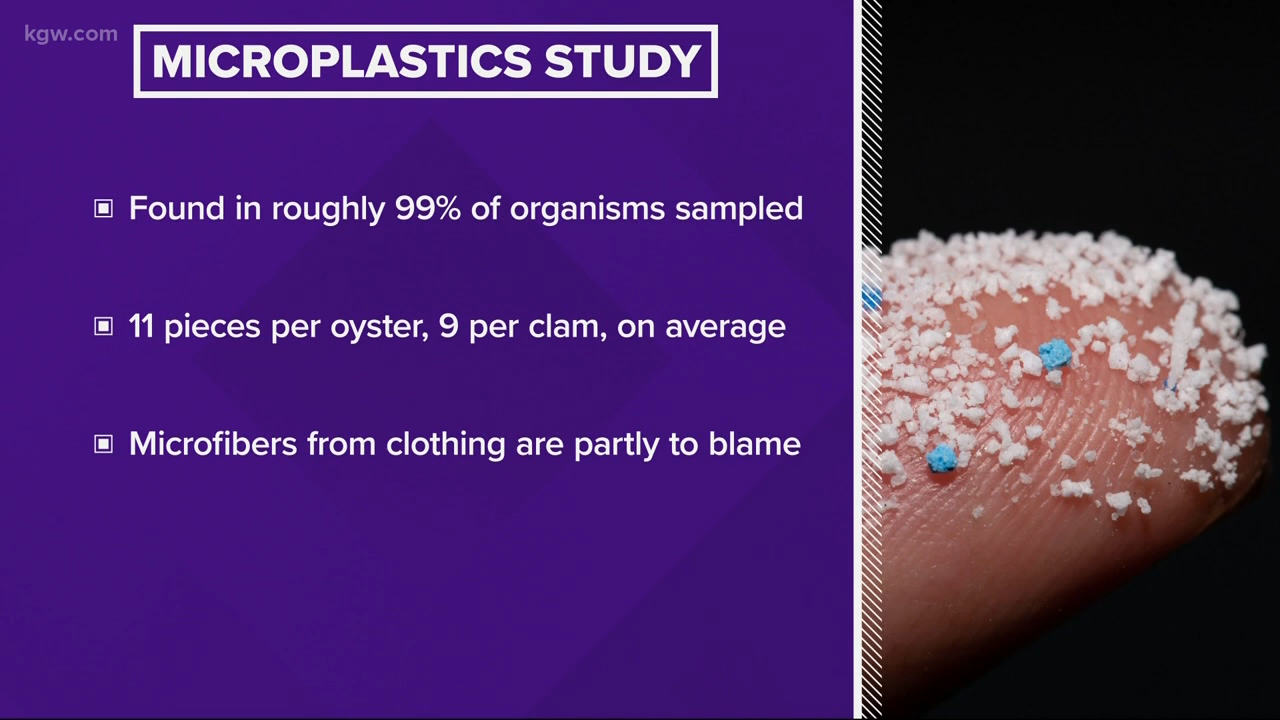 kgw.com
MICROPLASTICS STUDY
Found in roughly 99% of organisms sampled
11 pieces per oyster, 9 per clam, on average
Microfibers from clothing are partly to blame